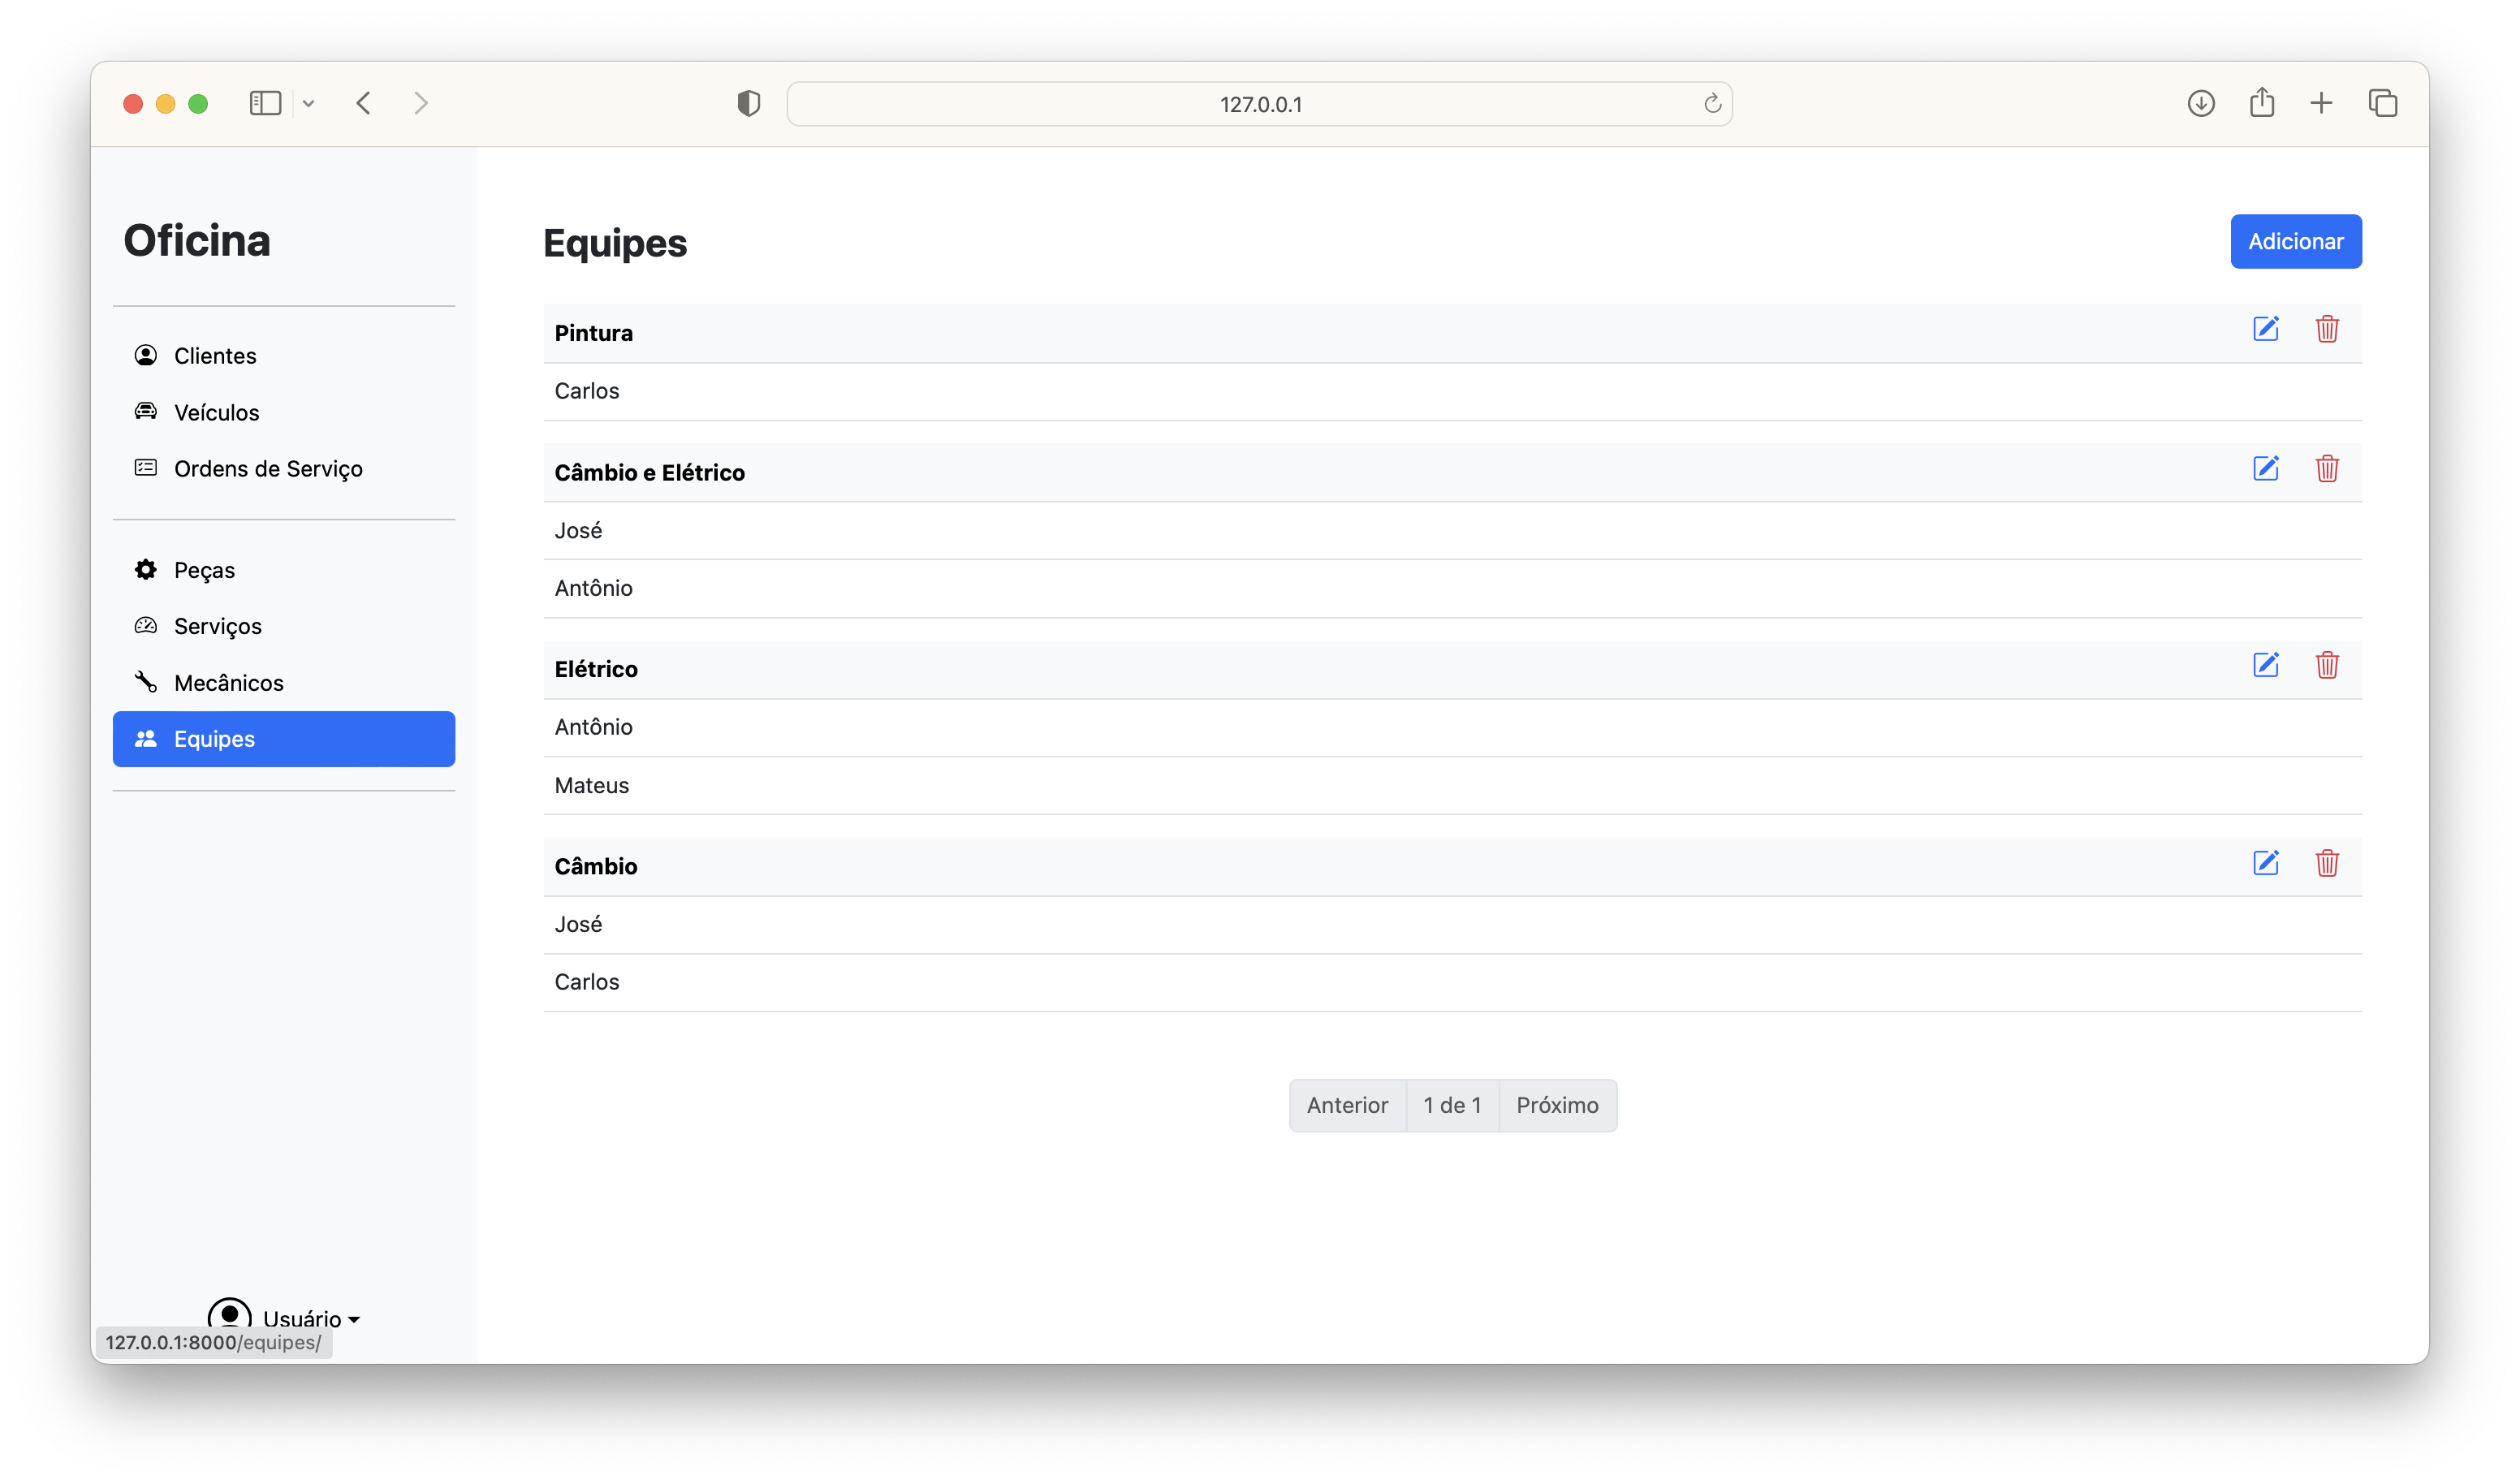 127.0.0.1
Oficina
Clientes
Veículos
Ordens de Serviço
Peças
Serviços
Mecânicos
Equipes
Usuário
127.0.0.1:8000/equipes/
Equipes
Adicionar
Pintura
Carlos
Câmbio e Elétrico
José
Antônio
Elétrico
Antônio
Mateus
Câmbio
José
Carlos
Anterior 1 de 1 Próximo